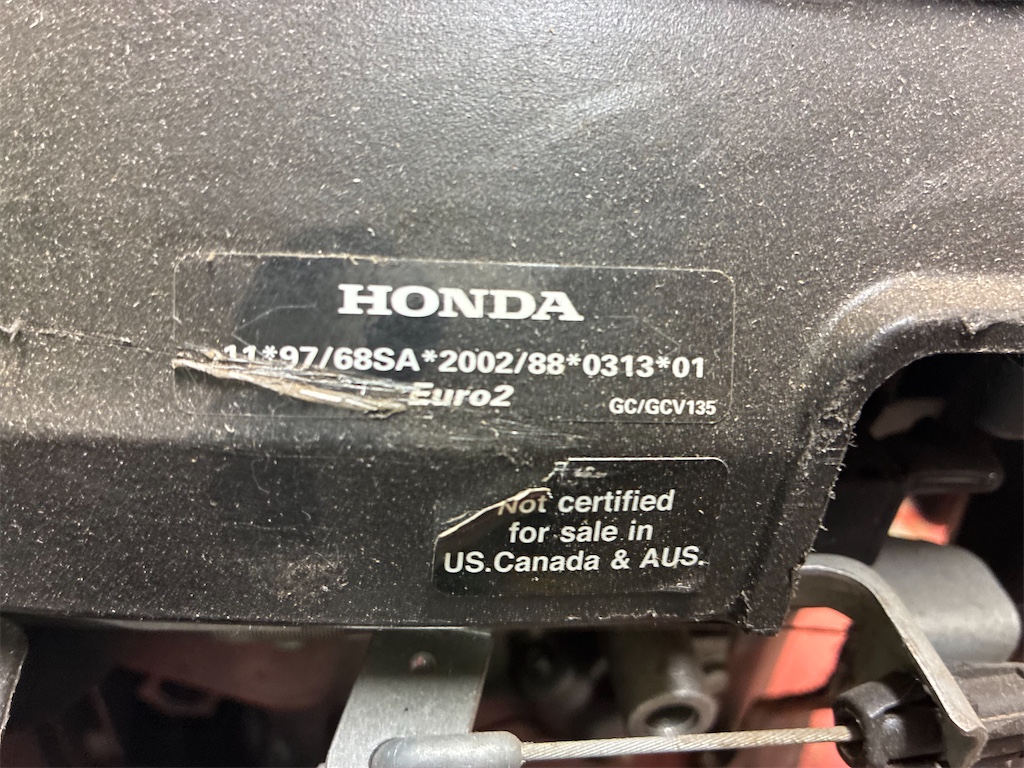 HONDA
11*97/68SA*2002/88*0313*01
Euro2
GC/GCV135
Not certified
for sale in
US.Canada & AUS.